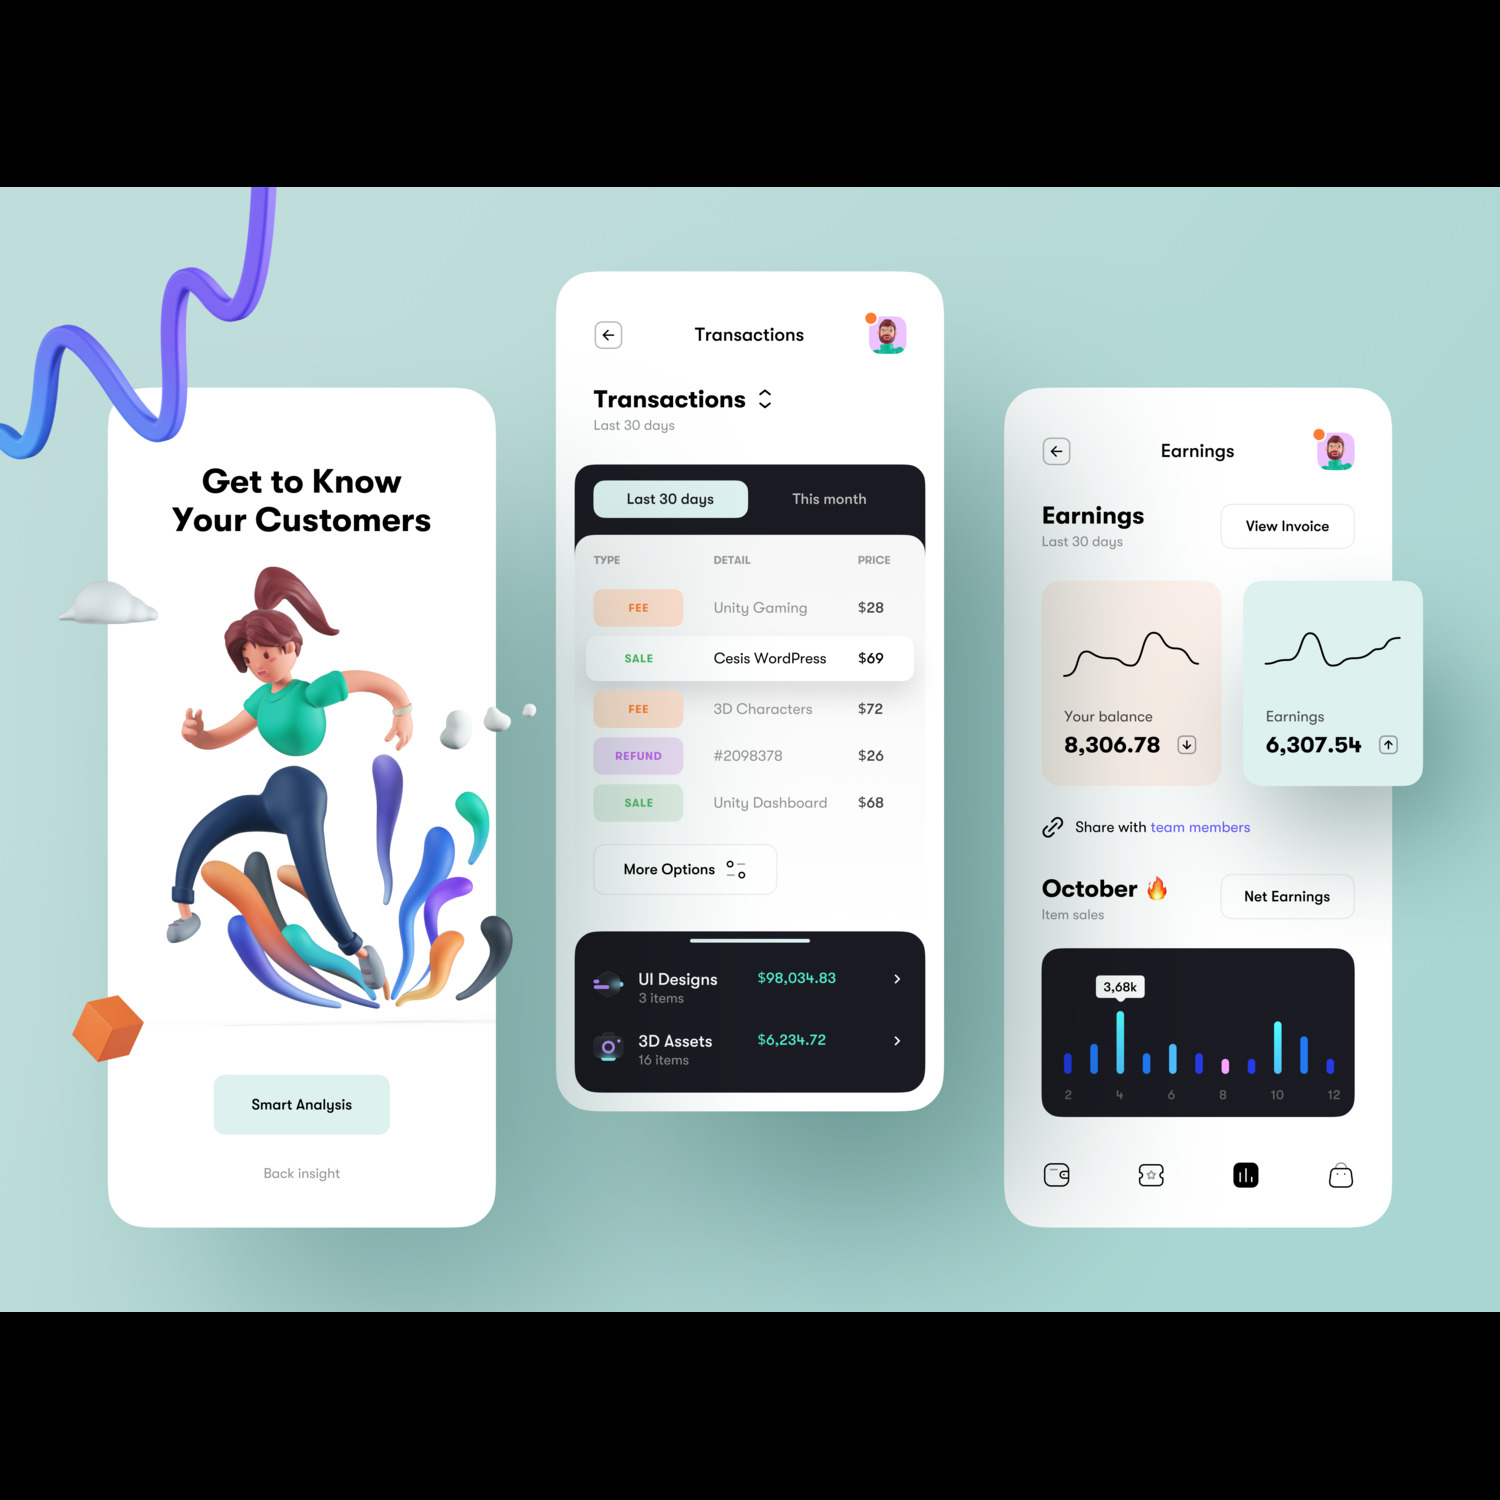 Get to Know
Your Customers
Smart Analysis
Back insight
Transactions
Transactions
Last 30 days
Last 30 days
This month
TYPE DETAIL PRICE
FEE Unity Gaming $28
SALE Cesis WordPress $69
FEE 3D Characters $72
REFUND #2098378 $26
SALE Unity Dashboard $68
More Options
UI Designs $98,034.83
3 items
3D Assets $6,234.72
16 items
Earnings
Earnings
Last 30 days
View Invoice
Your balance
8,306.78
Earnings
6,307.54
Share with team members
October 🔥
Item sales
Net Earnings
3,68k
2 4 6 8 10 12